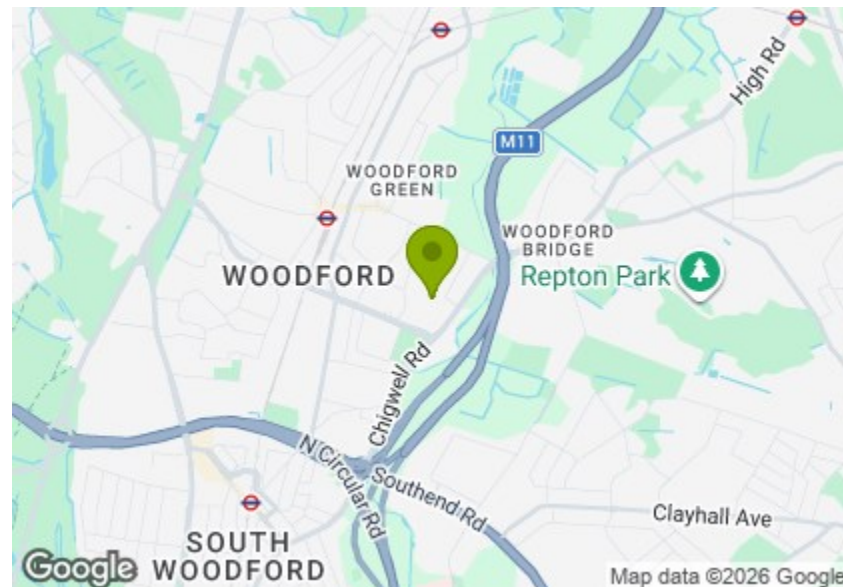 High Rd
M11
WOODFORD
GREEN
WOODFORD
BRIDGE
WOODFORD
Repton Park
Chigwell Rd
N Circular Rd
Southend Rd
Clayhall Ave
SOUTH
WOODFORD
Google
Map data ©2026 Google